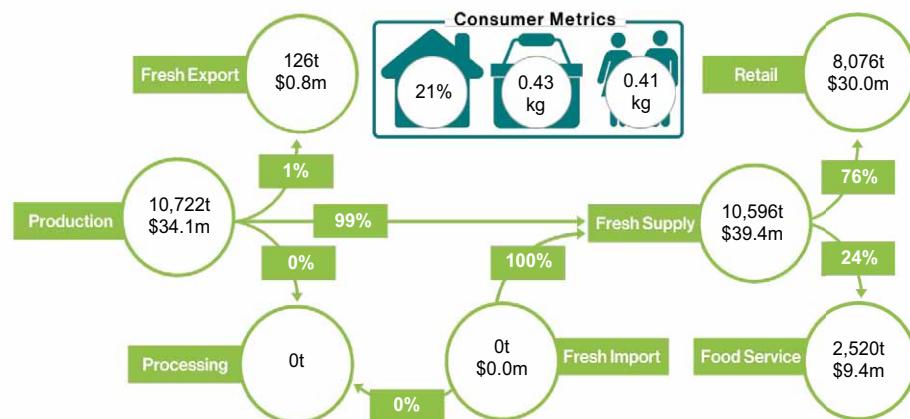 Consumer Metrics
Fresh Export
126t
$0.8m
21%
0.43
kg
0.41
kg
Retail
8,076t
$30.0m
1%
76%
Production
10,722t
$34.1m
99%
Fresh Supply
10,596t
$39.4m
0%
100%
24%
Processing
0t
0t
$0.0m
Fresh Import
Food Service
2,520t
$9.4m
0%